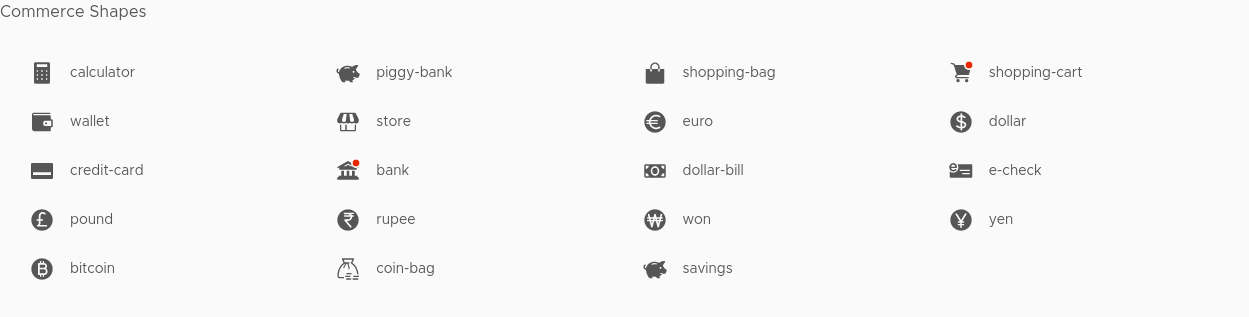 Commerce Shapes
calculator piggy-bank shopping-bag shopping-cart
wallet store euro dollar
credit-card bank dollar-bill e-check
pound rupee won yen
bitcoin coin-bag savings